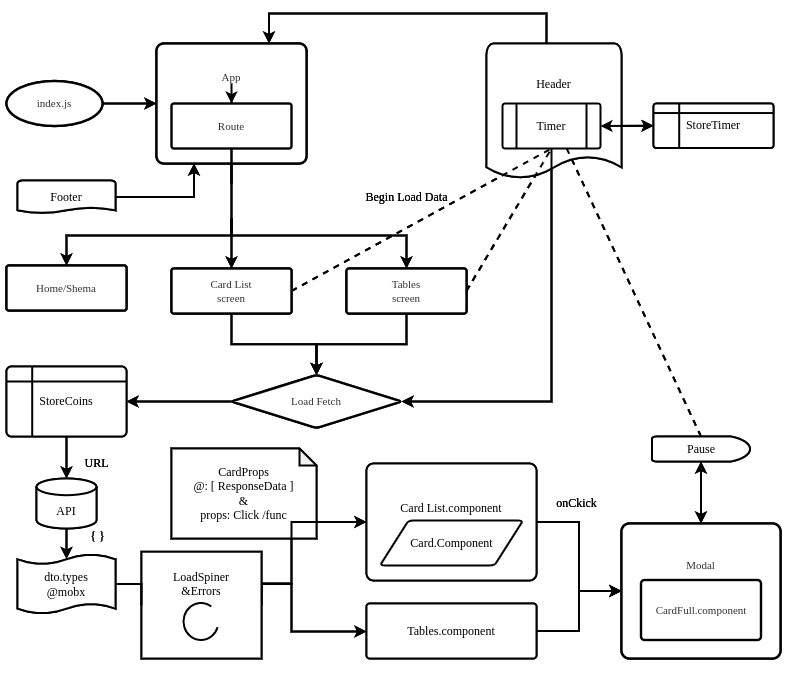 App
Header
index.js
Route
Timer
StoreTimer
Footer
Begin Load Data
Home/Shema
Card List
screen
Tables
screen
StoreCoins
Load Fetch
URL
Pause
API
{ }
CardProps
@: [ ResponseData ]
&
props: Click /func
Card List.component
Card.Component
onCkick
dto.types
@mobx
LoadSpiner
&Errors
Tables.component
Modal
CardFull.component